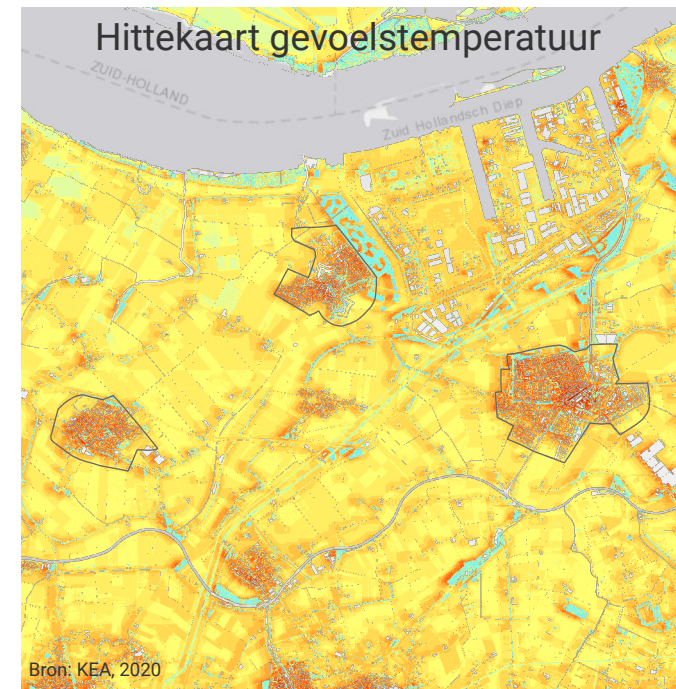 Hittekaart gevoelstemperatuur
ZUID-HOLLAND
Zuid Hollandsch Diep
Bron: KEA, 2020